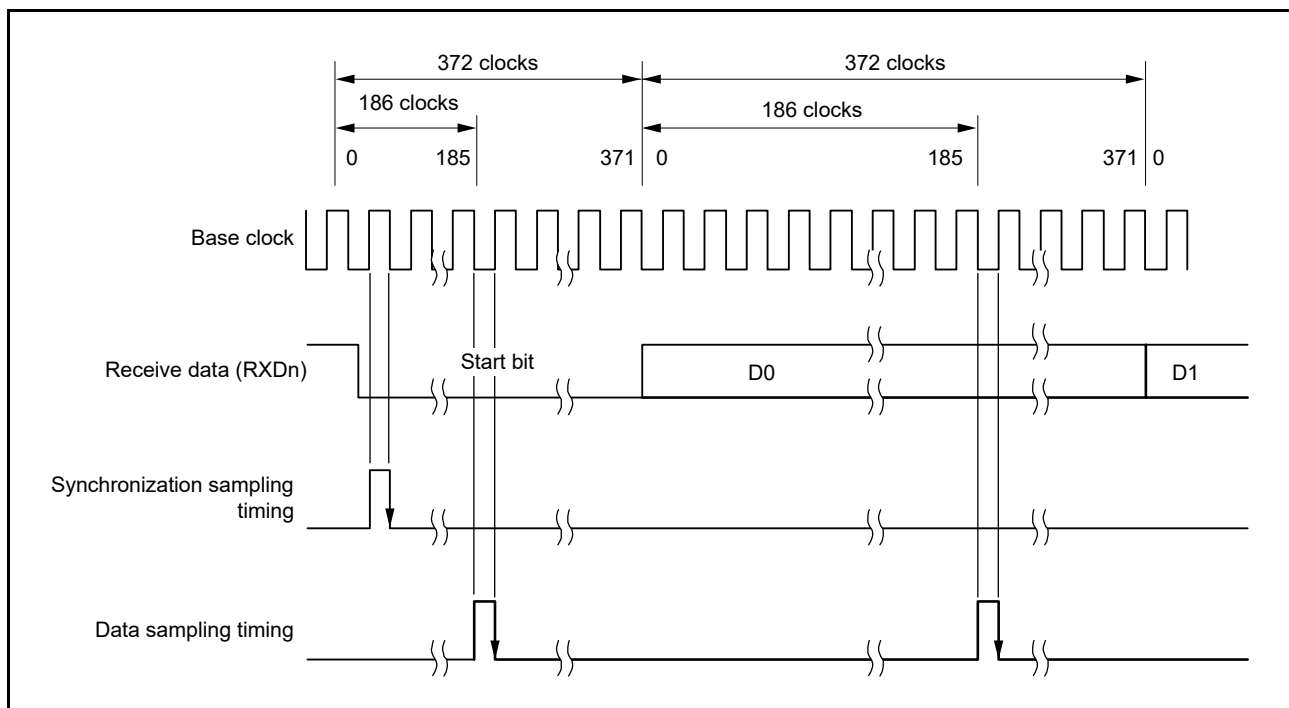 372 clocks 372 clocks
186 clocks 186 clocks
0 185 371 0 185 371 0
Base clock
Receive data (RXDn) Start bit D0 D1
Synchronization sampling
timing
Data sampling timing